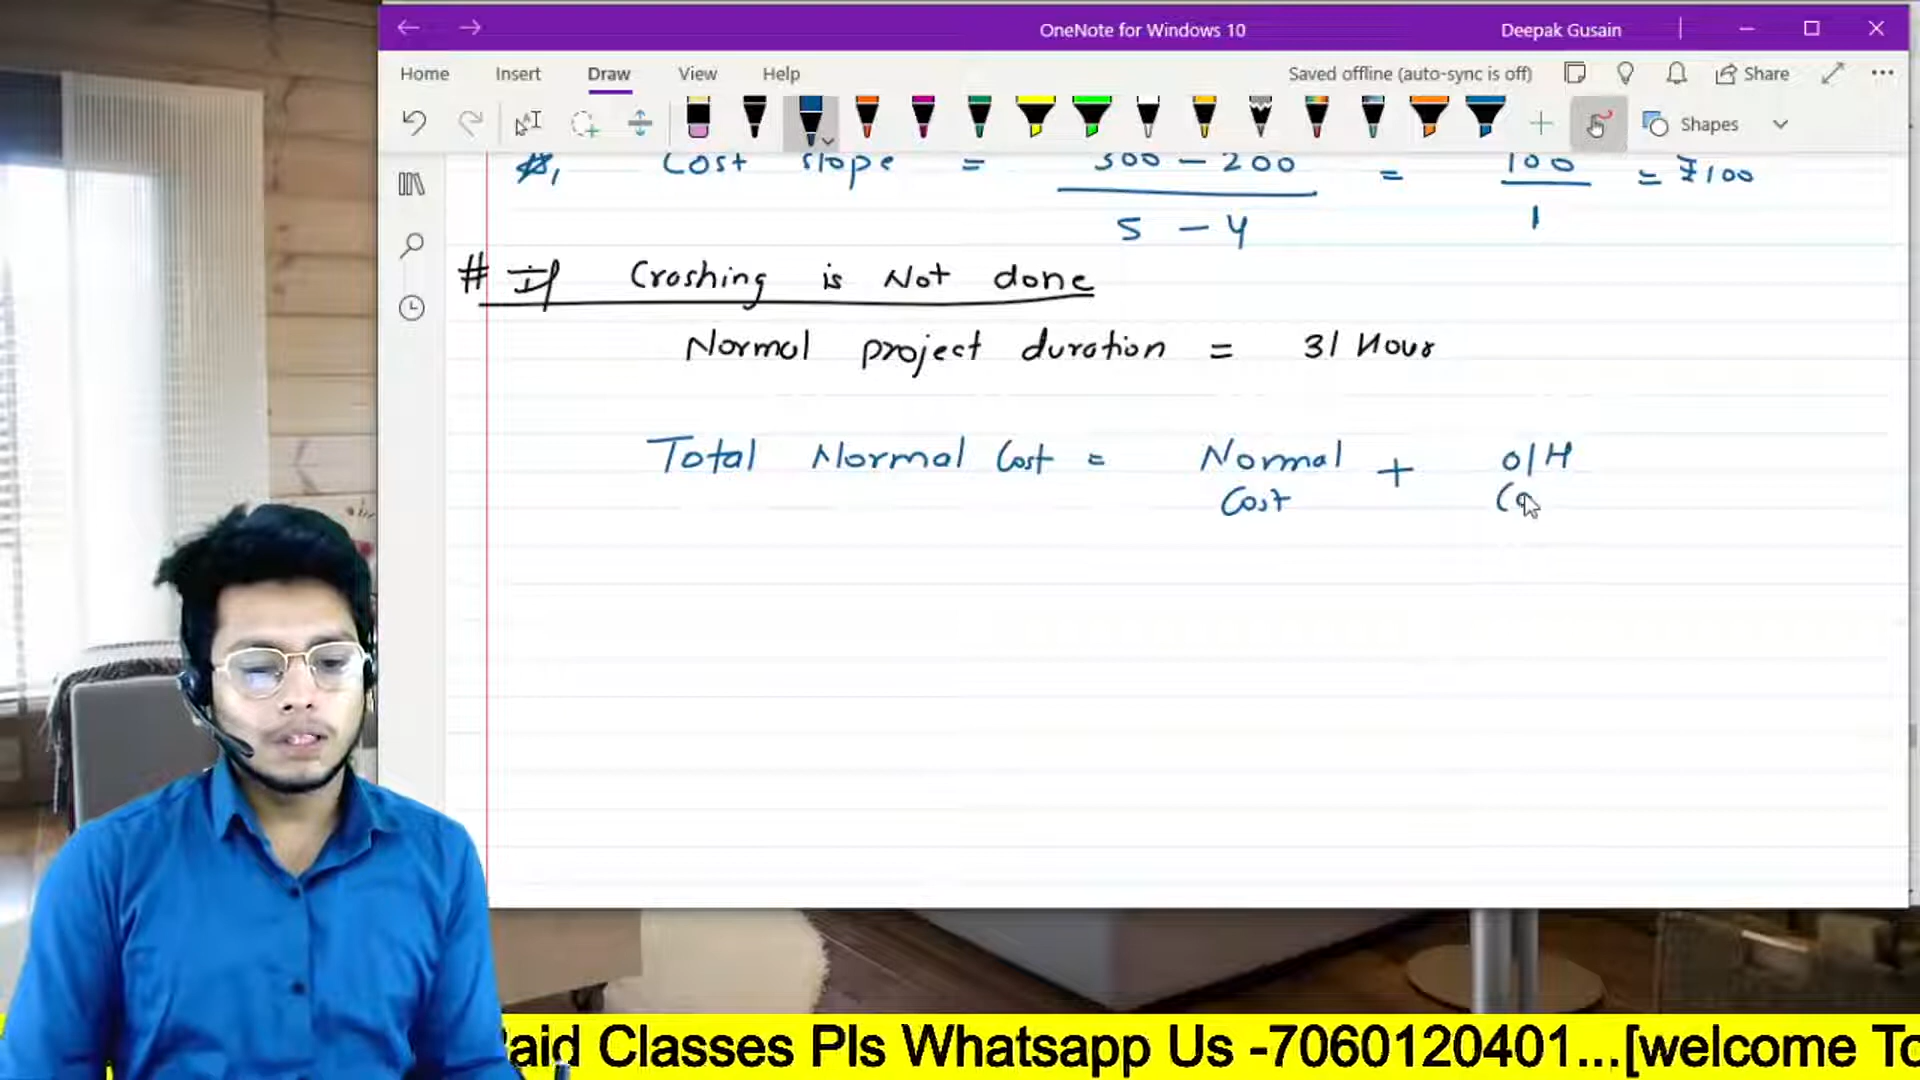 OneNote for Windows 10
Deepak Gusain
Home Insert Draw View Help
Saved offline (auto-sync is off) Share
Shapes
Cost slope = 300 - 200 = 100 = ₹100
5 - 4 1
# If Crashing is Not done
Normal project duration = 31 Hour
Total Normal Cost = Normal + O/H
Cost Co
Paid Classes Pls Whatsapp Us -7060120401...[welcome To